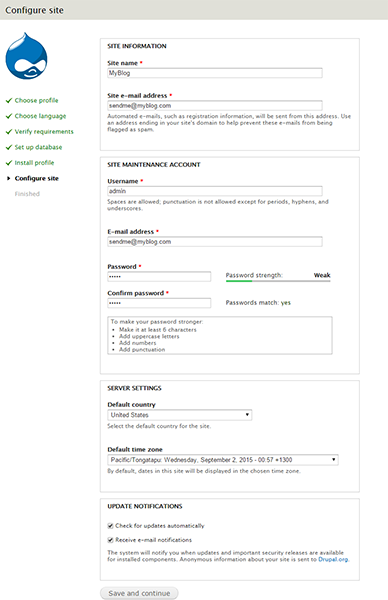 Configure site
Choose profile
Choose language
Verify requirements
Set up database
Install profile
Configure site
Finished
SITE INFORMATION
Site name *
MyBlog
Site e-mail address *
sendme@myblog.com
Automated e-mails, such as registration information, will be sent from this address. Use
an address ending in your site's domain to help prevent these e-mails from being
flagged as spam.
SITE MAINTENANCE ACCOUNT
Username *
admin
Spaces are allowed; punctuation is not allowed except for periods, hyphens, and
underscores.
E-mail address *
sendme@myblog.com
Password *
•••••
Password strength: Weak
Confirm password *
•••••
Passwords match: yes
To make your password stronger:
• Make it at least 6 characters
• Add uppercase letters
• Add numbers
• Add punctuation
SERVER SETTINGS
Default country
United States
Select the default country for the site.
Default time zone
Pacific/Tongatapu: Wednesday, September 2, 2015 - 00:57 +1300
By default, dates in this site will be displayed in the chosen time zone.
UPDATE NOTIFICATIONS
Check for updates automatically
Receive e-mail notifications
The system will notify you when updates and important security releases are available
for installed components. Anonymous information about your site is sent to Drupal.org.
Save and continue